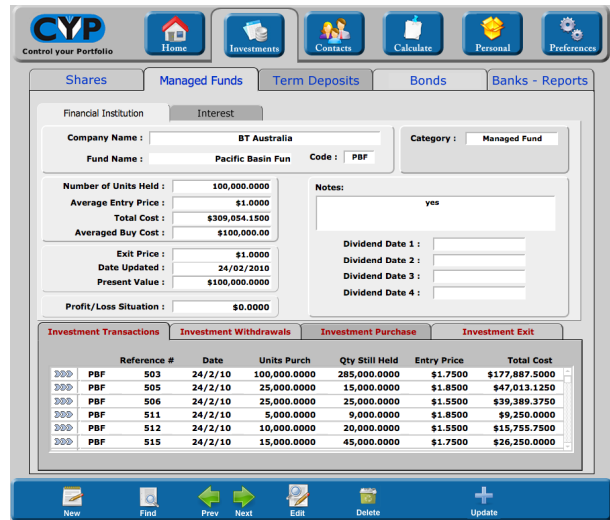 CYP
Control your Portfolio
Home
Investments
Contacts
Calculate
Personal
Preferences
Shares
Managed Funds
Term Deposits
Bonds
Banks - Reports
Financial Institution
Interest
Company Name : BT Australia
Category : Managed Fund
Fund Name : Pacific Basin Fun Code : PBF
Number of Units Held : 100,000.0000
Average Entry Price : $1.0000
Total Cost : $309,054.1500
Averaged Buy Cost : $100,000.00
Notes:
yes
Exit Price : $1.0000
Date Updated : 24/02/2010
Present Value : $100,000.0000
Dividend Date 1 :
Dividend Date 2 :
Dividend Date 3 :
Dividend Date 4 :
Profit/Loss Situation : $0.0000
Investment Transactions
Investment Withdrawals
Investment Purchase
Investment Exit
Reference # Date Units Purch Qty Still Held Entry Price Total Cost
PBF 503 24/2/10 100,000.0000 285,000.0000 $1.7500 $177,887.5000
PBF 505 24/2/10 25,000.0000 15,000.0000 $1.8500 $47,013.1250
PBF 506 24/2/10 25,000.0000 25,000.0000 $1.5500 $39,389.3750
PBF 511 24/2/10 5,000.0000 9,000.0000 $1.8500 $9,250.0000
PBF 512 24/2/10 10,000.0000 20,000.0000 $1.5500 $15,755.7500
PBF 515 24/2/10 15,000.0000 45,000.0000 $1.7500 $26,250.0000
New
Find
Prev
Next
Edit
Delete
Update